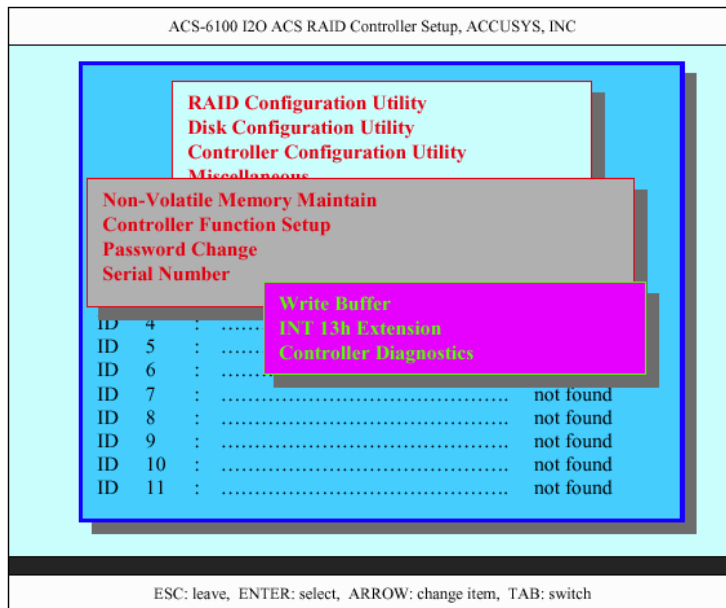 ACS-6100 I2O ACS RAID Controller Setup, ACCUSYS, INC
RAID Configuration Utility
Disk Configuration Utility
Controller Configuration Utility
Miscellaneous
Non-Volatile Memory Maintain
Controller Function Setup
Password Change
Serial Number
Write Buffer
INT 13h Extension
Controller Diagnostics
ID 4 : ……
ID 5 : ……
ID 6 : ……
ID 7 : ……………………………………. not found
ID 8 : ……………………………………. not found
ID 9 : ……………………………………. not found
ID 10 : ……………………………………. not found
ID 11 : ……………………………………. not found
ESC: leave, ENTER: select, ARROW: change item, TAB: switch